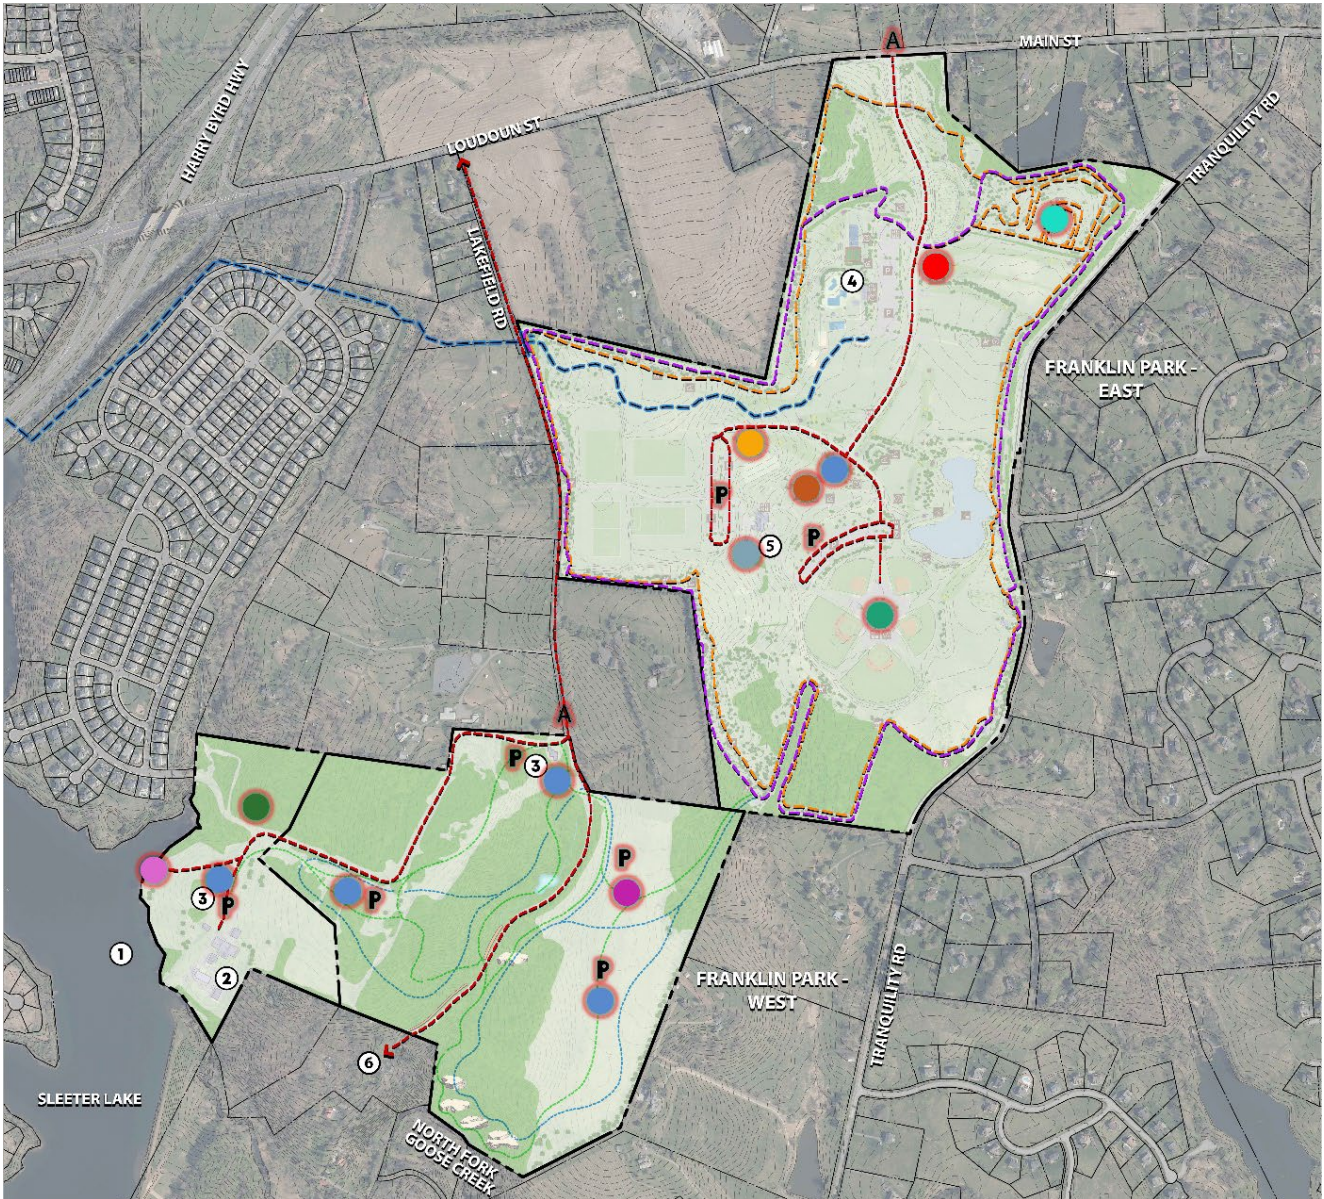 A
MAIN ST
HARRY BYRD HWY
LOUDOUN ST
TRANQUILITY RD
LAKEFIELD RD
4
FRANKLIN PARK -
EAST
P
P
5
A
P
3
P
P
3
P
1
2
P
FRANKLIN PARK -
WEST
TRANQUILITY RD
6
SLEETER LAKE
NORTH FORK
GOOSE CREEK